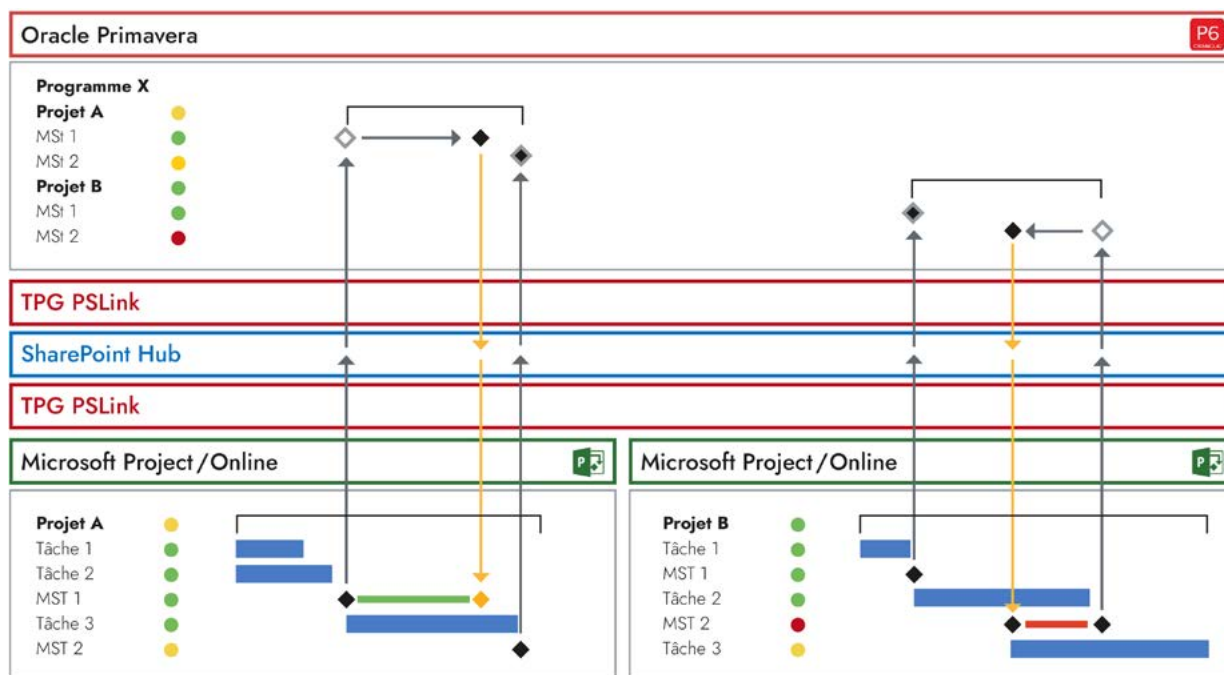 Oracle Primavera
P6
ORACLE
Programme X
Projet A
MSt 1
MSt 2
Projet B
MSt 1
MSt 2
TPG PSLink
SharePoint Hub
TPG PSLink
Microsoft Project/Online
P
Microsoft Project/Online
P
Projet A
Tâche 1
Tâche 2
MST 1
Tâche 3
MST 2
Projet B
Tâche 1
MST 1
Tâche 2
MST 2
Tâche 3